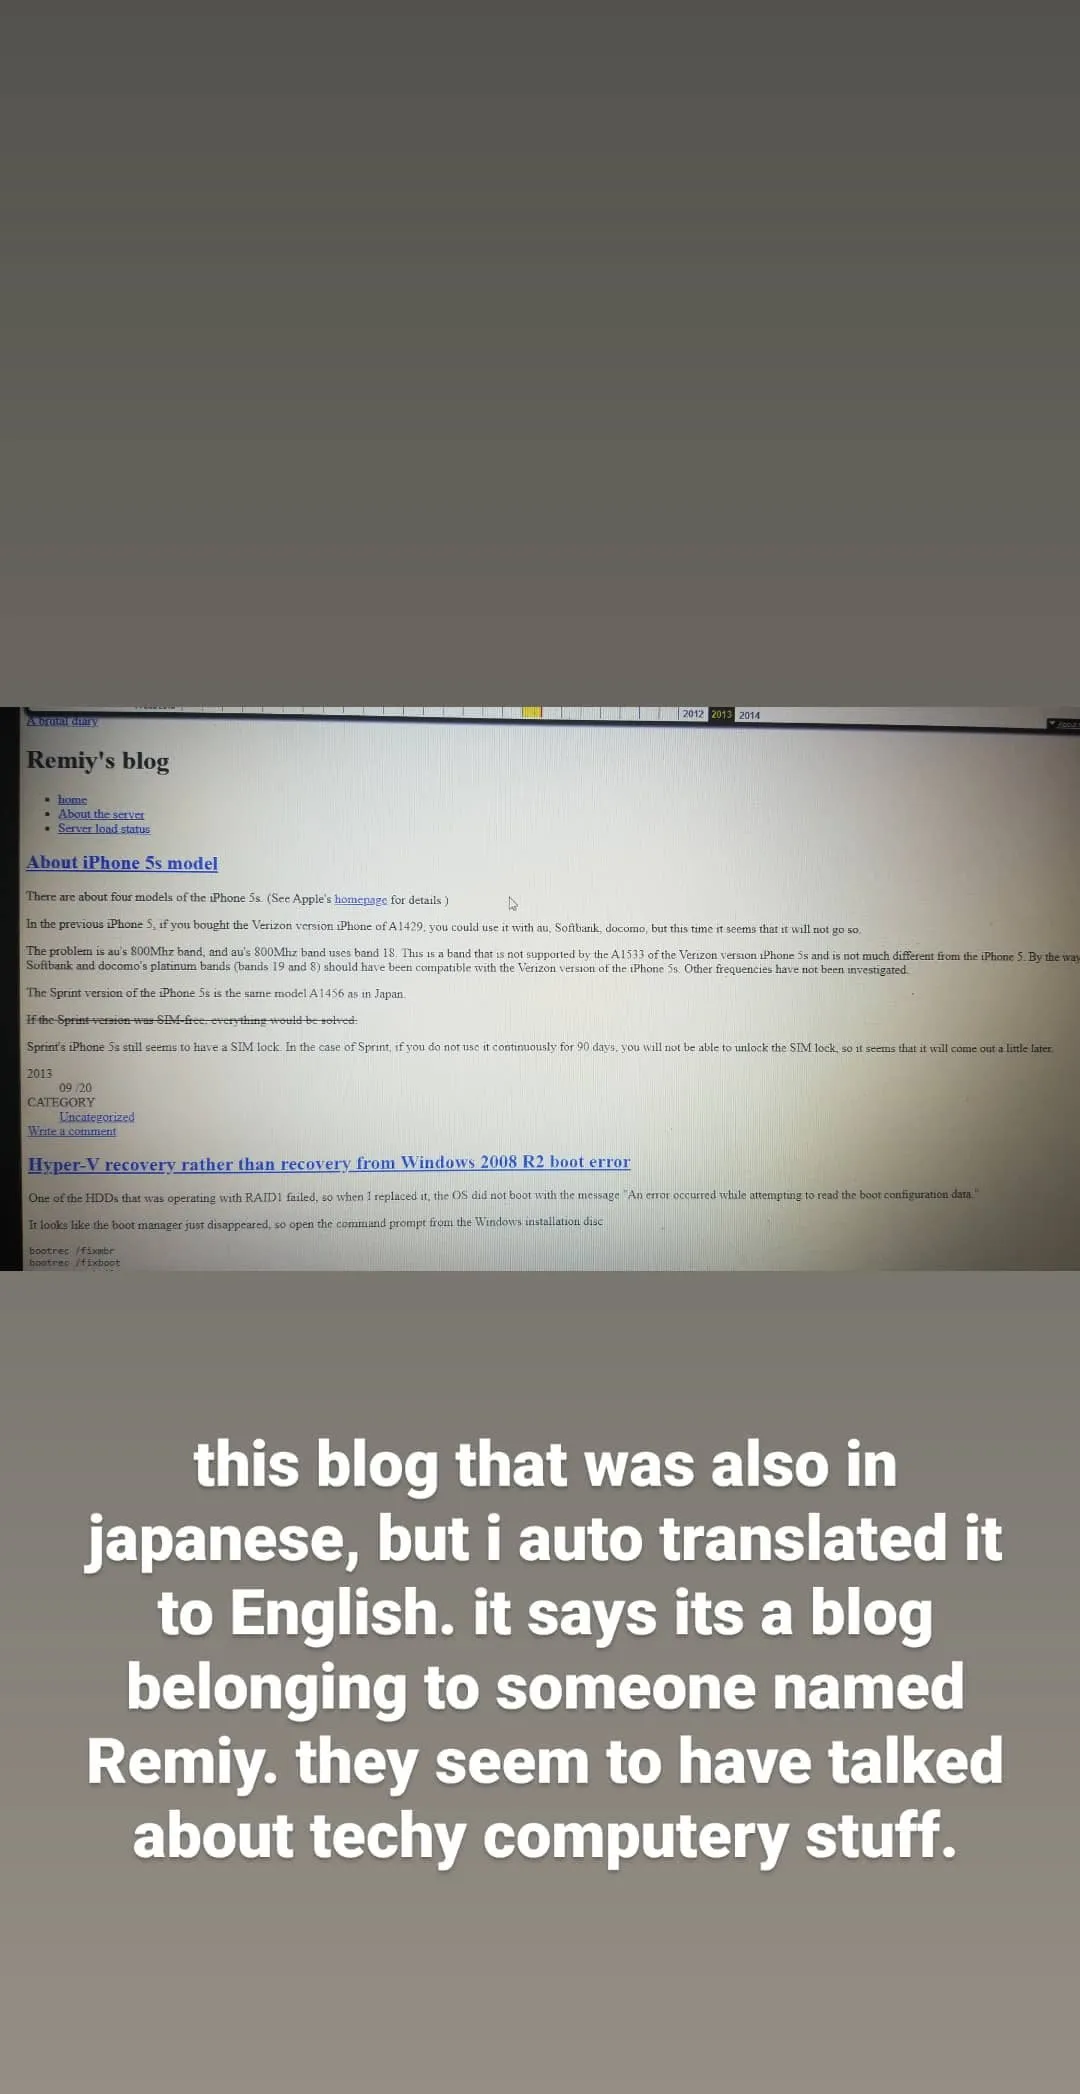 2012 2013 2014
A brutal diary
Remiy's blog
home
About the server
Server load status
About iPhone 5s model
There are about four models of the iPhone 5s. (See Apple's homepage for details )
In the previous iPhone 5, if you bought the Verizon version iPhone of A1429, you could use it with au, Softbank, docomo, but this time it seems that it will not go so.
The problem is au's 800Mhz band, and au's 800Mhz band uses band 18. This is a band that is not supported by the A1533 of the Verizon version iPhone 5s and is not much different from the iPhone 5. By the way
Softbank and docomo's platinum bands (bands 19 and 8) should have been compatible with the Verizon version of the iPhone 5s. Other frequencies have not been investigated.
The Sprint version of the iPhone 5s is the same model A1456 as in Japan.
If the Sprint version was SIM-free, everything would be solved.
Sprint's iPhone 5s still seems to have a SIM lock. In the case of Sprint, if you do not use it continuously for 90 days, you will not be able to unlock the SIM lock, so it seems that it will come out a little later.
2013
09 /20
CATEGORY
Uncategorized
Write a comment
Hyper-V recovery rather than recovery from Windows 2008 R2 boot error
One of the HDDs that was operating with RAID1 failed, so when I replaced it, the OS did not boot with the message "An error occurred while attempting to read the boot configuration data."
It looks like the boot manager just disappeared, so open the command prompt from the Windows installation disc
bootrec /fixmbr
bootrec /fixboot
this blog that was also in
japanese, but i auto translated it
to English. it says its a blog
belonging to someone named
Remiy. they seem to have talked
about techy computery stuff.